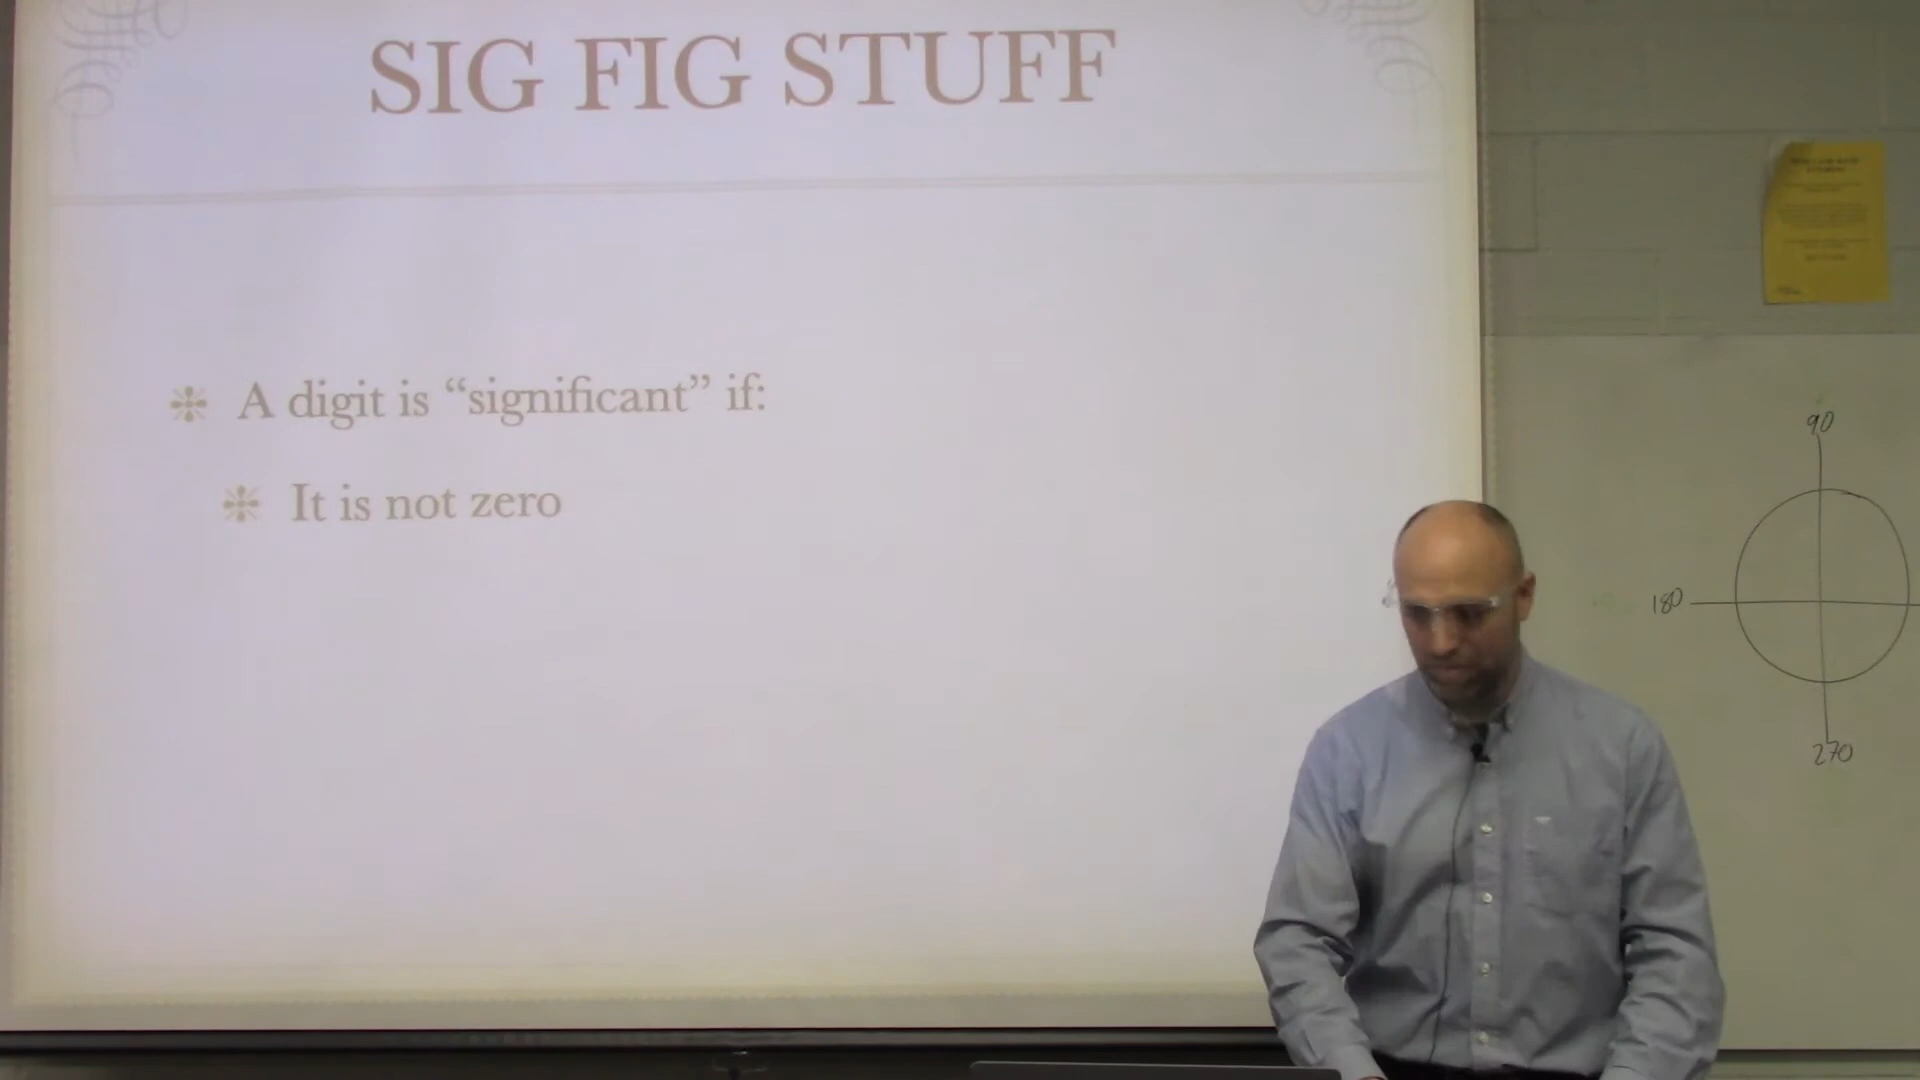 SIG FIG STUFF
A digit is “significant” if:
It is not zero
90
180
270